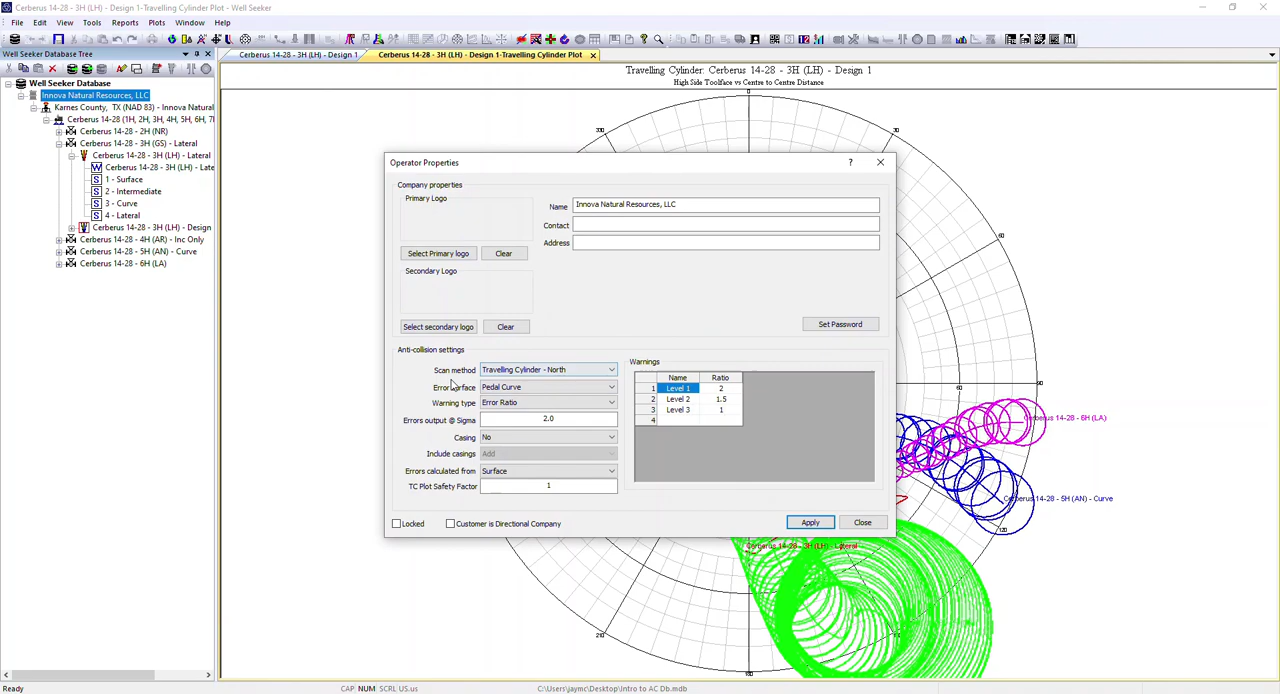 Cerberus 14-28 - 3H (LH) - Design 1-Travelling Cylinder Plot - Well Seeker
File Edit View Tools Reports Plots Window Help
Well Seeker Database Tree
Cerberus 14-28 - 3H (LH) - Design 1
Cerberus 14-28 - 3H (LH) - Design 1-Travelling Cylinder Plot
Well Seeker Database
Innova Natural Resources, LLC
Karnes County, TX (NAD 83) - Innova Natural
Cerberus 14-28 (1H, 2H, 3H, 4H, 5H, 6H, 7H
Cerberus 14-28 - 2H (NR)
Cerberus 14-28 - 3H (GS) - Lateral
Cerberus 14-28 - 3H (LH) - Lateral
Cerberus 14-28 - 3H (LH) - Late
1 - Surface
2 - Intermediate
3 - Curve
4 - Lateral
Cerberus 14-28 - 3H (LH) - Design
Cerberus 14-28 - 4H (AR) - Inc Only
Cerberus 14-28 - 5H (AN) - Curve
Cerberus 14-28 - 6H (LA)
Travelling Cylinder: Cerberus 14-28 - 3H (LH) - Design 1
High Side Toolface vs Centre to Centre Distance
0
330
30
60
60
90
120
210
180
Cerberus 14-28 - 6H (LA)
Cerberus 14-28 - 5H (AN) - Curve
Cerberus 14-28 - 3H (LH) - Lateral
Operator Properties
?
Company properties
Primary Logo
Select Primary logo
Clear
Secondary Logo
Select secondary logo
Clear
Name
Innova Natural Resources, LLC
Contact
Address
Set Password
Anti-collision settings
Scan method
Travelling Cylinder - North
Error surface
Pedal Curve
Warning type
Error Ratio
Errors output @ Sigma
2.0
Casing
No
Include casings
Add
Errors calculated from
Surface
TC Plot Safety Factor
1
Warnings
Name Ratio
1 Level 1 2
2 Level 2 1.5
3 Level 3 1
4
Locked
Customer is Directional Company
Apply
Close
Ready
CAP NUM SCRL US.us
C:\Users\jaymc\Desktop\Intro to AC Db.mdb